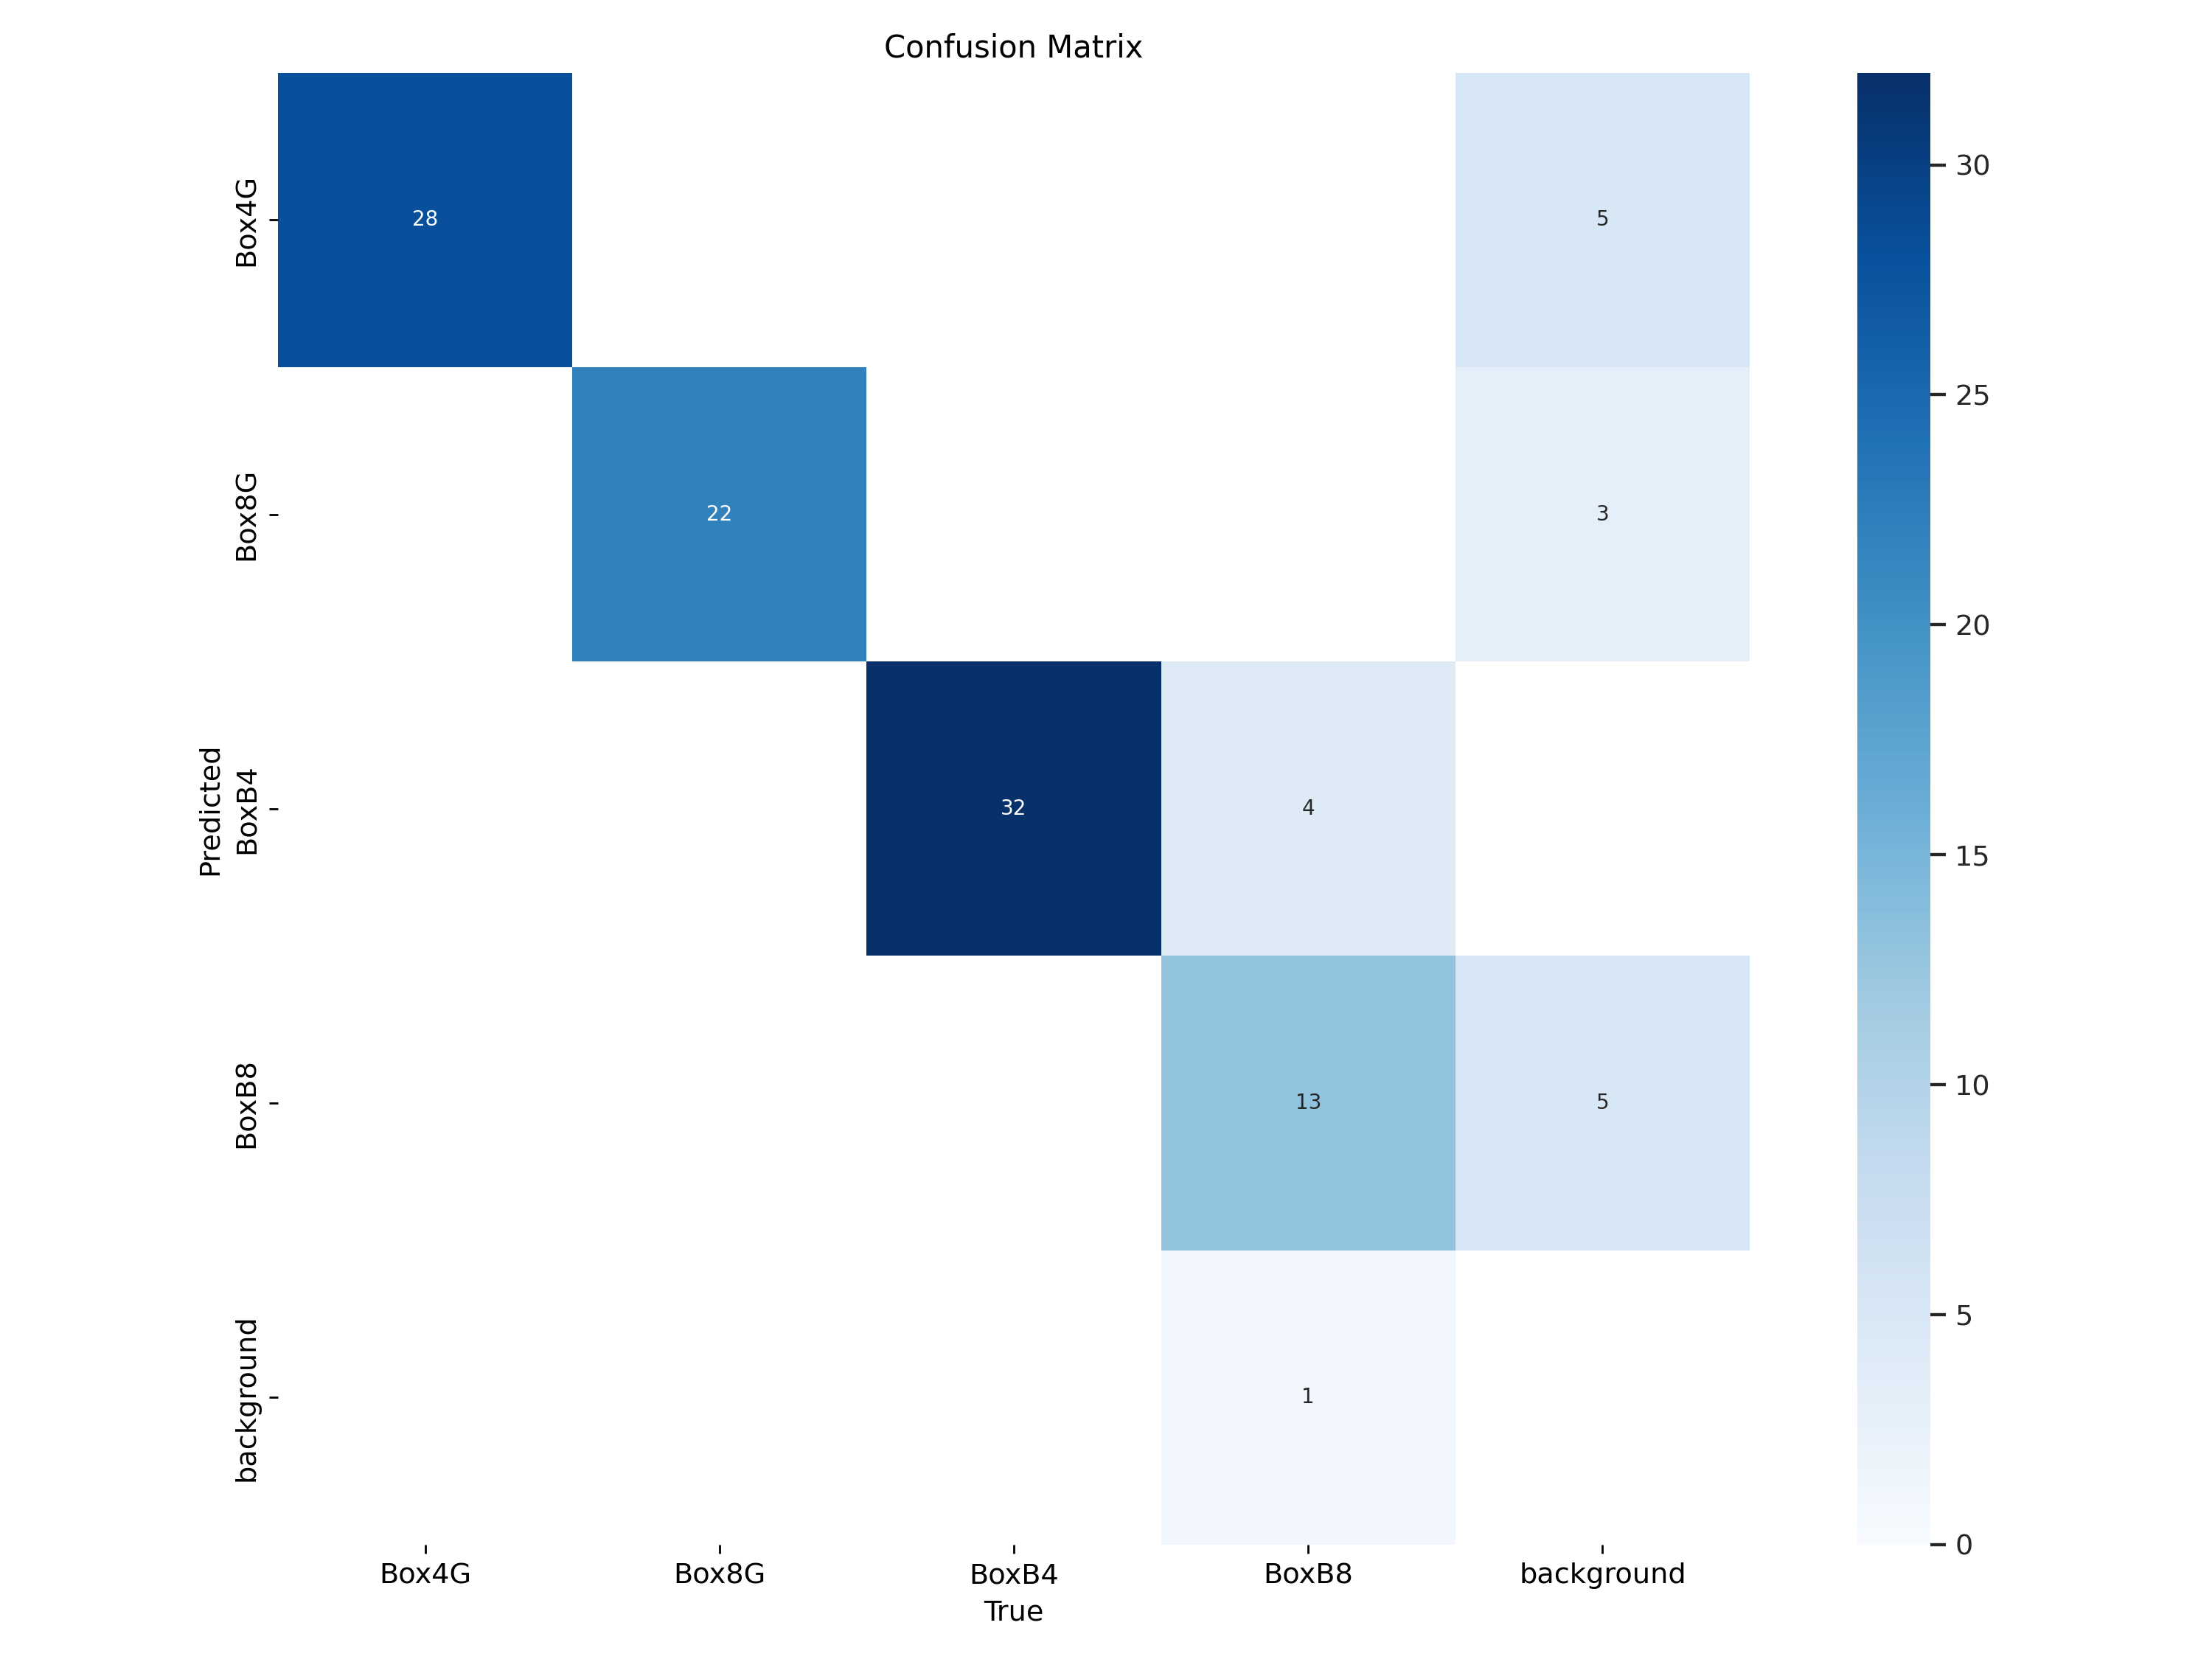 Confusion Matrix
Predicted
Box4G
Box8G
BoxB4
BoxB8
background
28
5
22
3
32
4
13
5
1
Box4G Box8G BoxB4 BoxB8 background
True
30
25
20
15
10
5
0